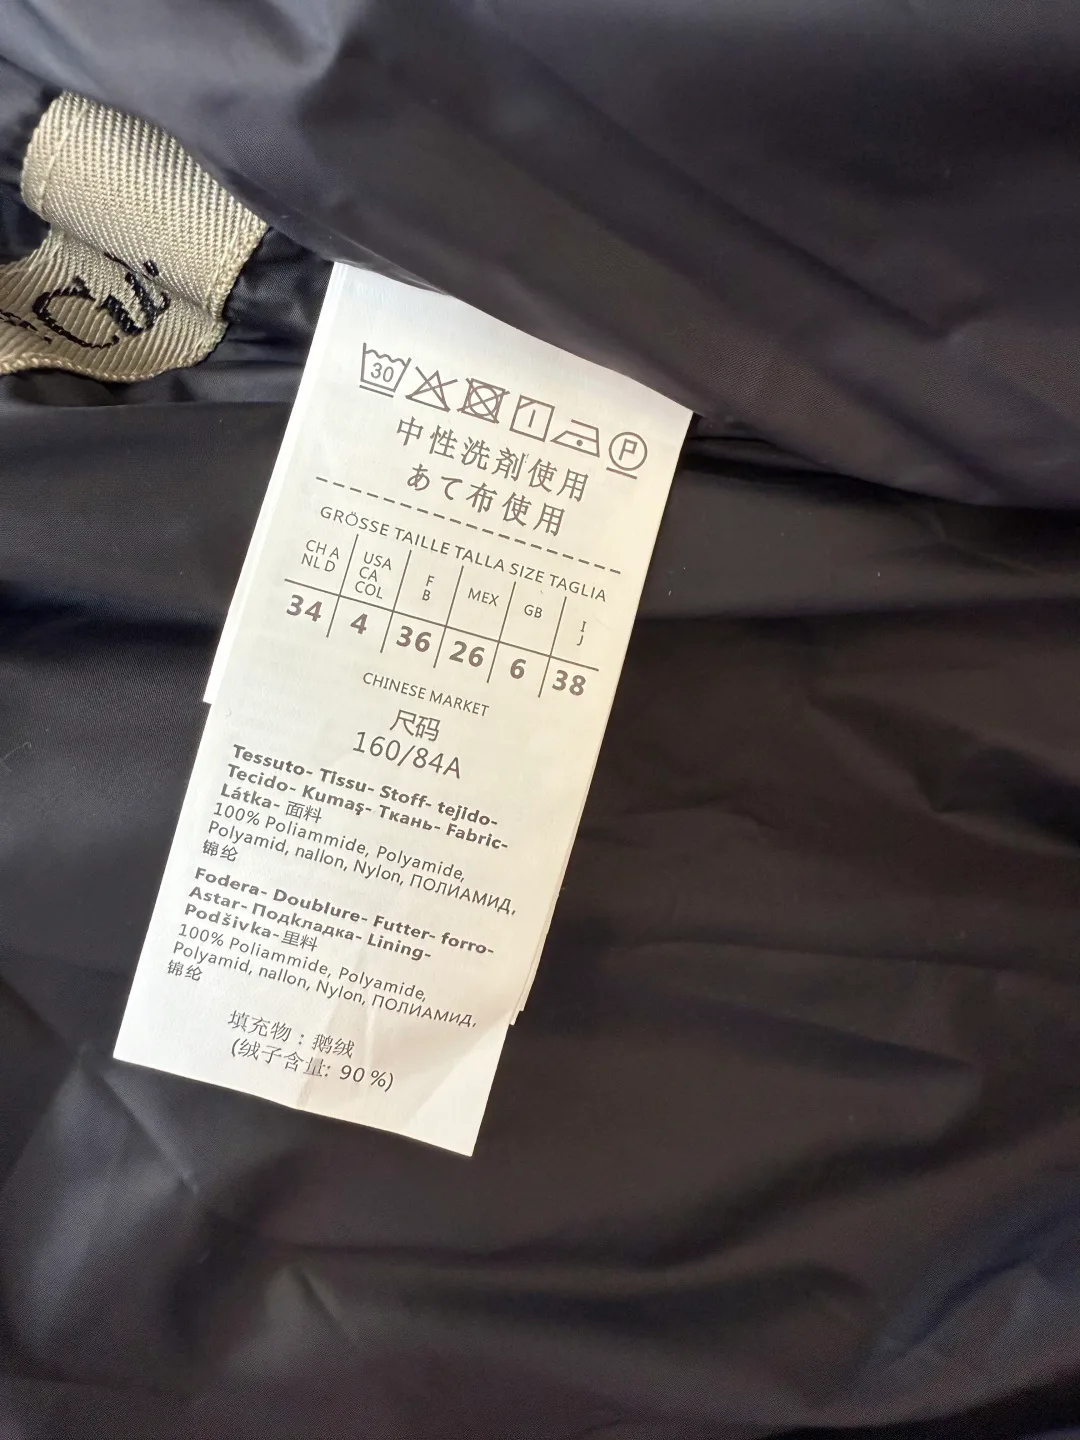 30
P
中性洗剤使用
あて布使用
GRÖSSE TAILLE TALLA SIZE TAGLIA
CH A NL D
USA CA COL
F B
MEX
GB
I J
34 4 36 26 6 38
CHINESE MARKET
尺码
160/84A
Tessuto- Tissu- Stoff- tejido-
Tecido- Kumaş- Ткань- Fabric-
Látka- 面料
100% Poliammide, Polyamide,
Polyamid, nallon, Nylon, ПОЛИАМИД,
锦纶
Fodera- Doublure- Futter- forro-
Astar- Подкладка- Lining-
Podšívka- 里料
100% Poliammide, Polyamide,
Polyamid, nallon, Nylon, ПОЛИАМИД,
锦纶
填充物：鹅绒
(绒子含量: 90 %)